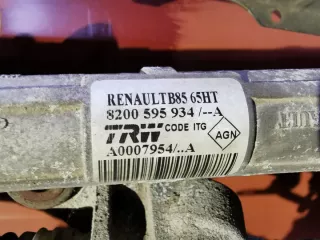 RENAULTB85 65HT
8200 595 934 /--A
TRW CODE ITG AGN
A0007954/..A